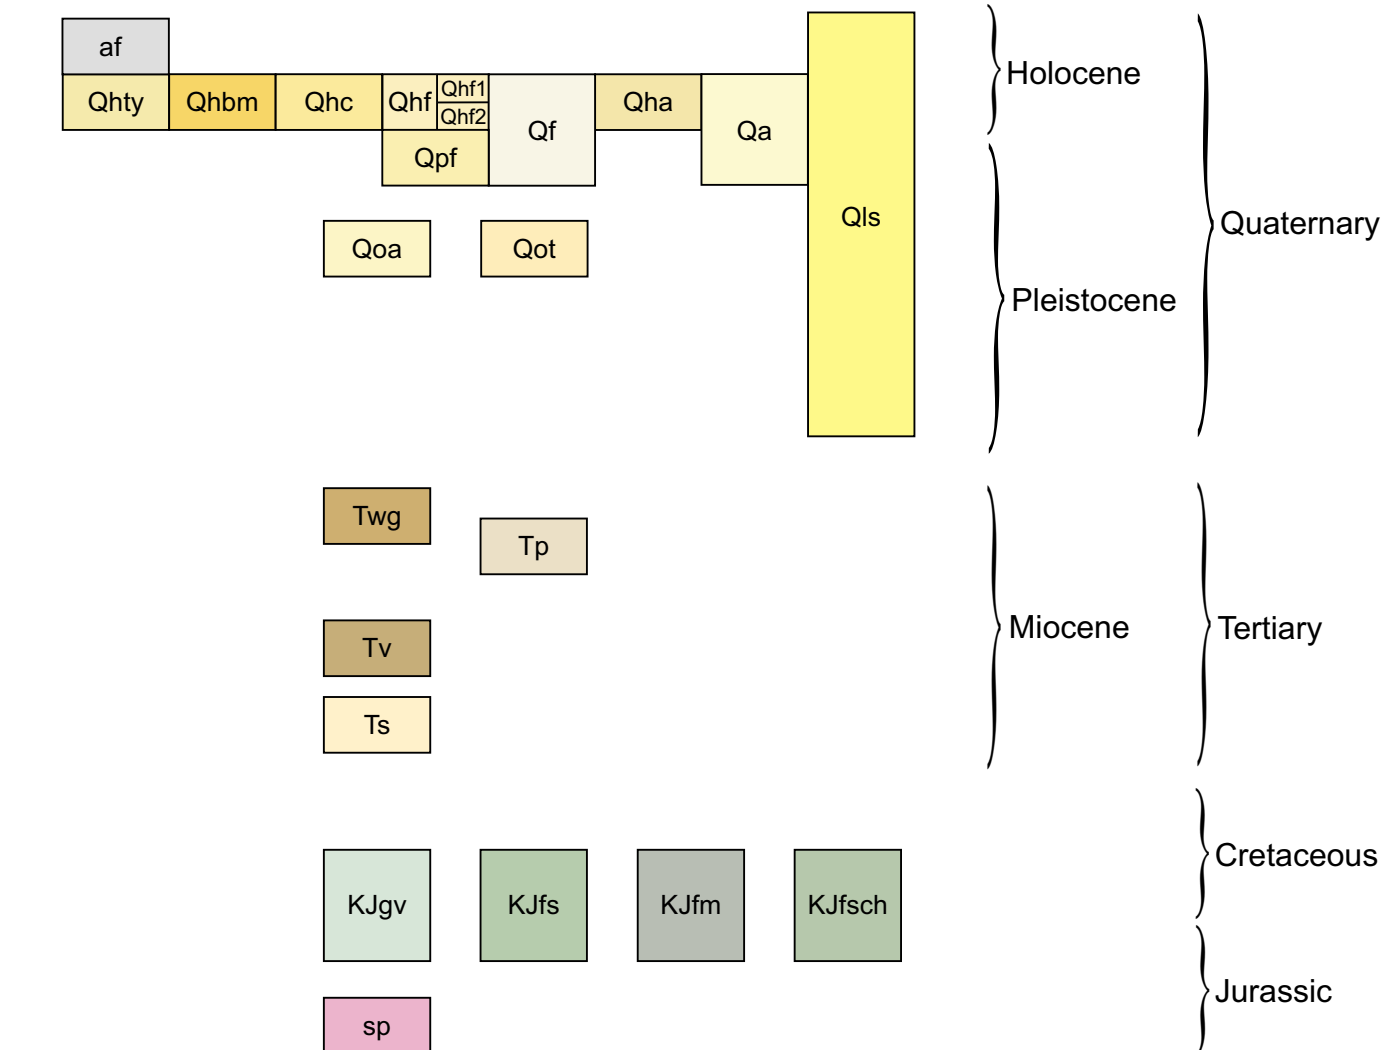 af
Holocene
Qhty
Qhbm
Qhc
Qhf
Qhf1
Qhf2
Qf
Qha
Qa
Qpf
Qls
Quaternary
Qoa
Qot
Pleistocene
Twg
Tp
Miocene
Tertiary
Tv
Ts
Cretaceous
KJgv
KJfs
KJfm
KJfsch
Jurassic
sp